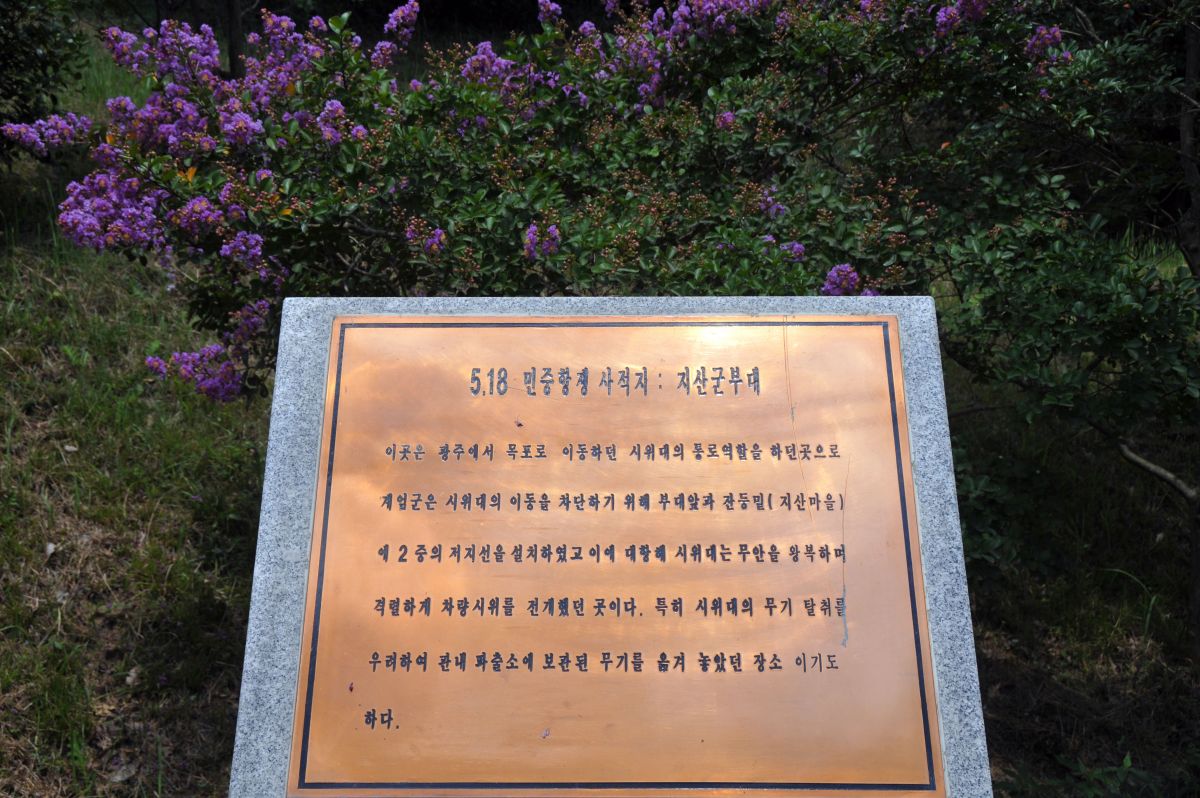 5.18 민중항쟁 사적지 : 지산군부대
이곳은 광주에서 목포로 이동하던 시위대의 통로역할을 하던곳으로
계엄군은 시위대의 이동을 차단하기 위해 부대앞과 잔등밑( 지산마을)
에 2 중의 저지선을 설치하였고 이에 대항해 시위대는 무안을 왕복하며
격렬하게 차량시위를 전개했던 곳이다. 특히 시위대의 무기 탈취를
우려하여 관내 파출소에 보관된 무기를 옮겨 놓았던 장소 이기도
하다.